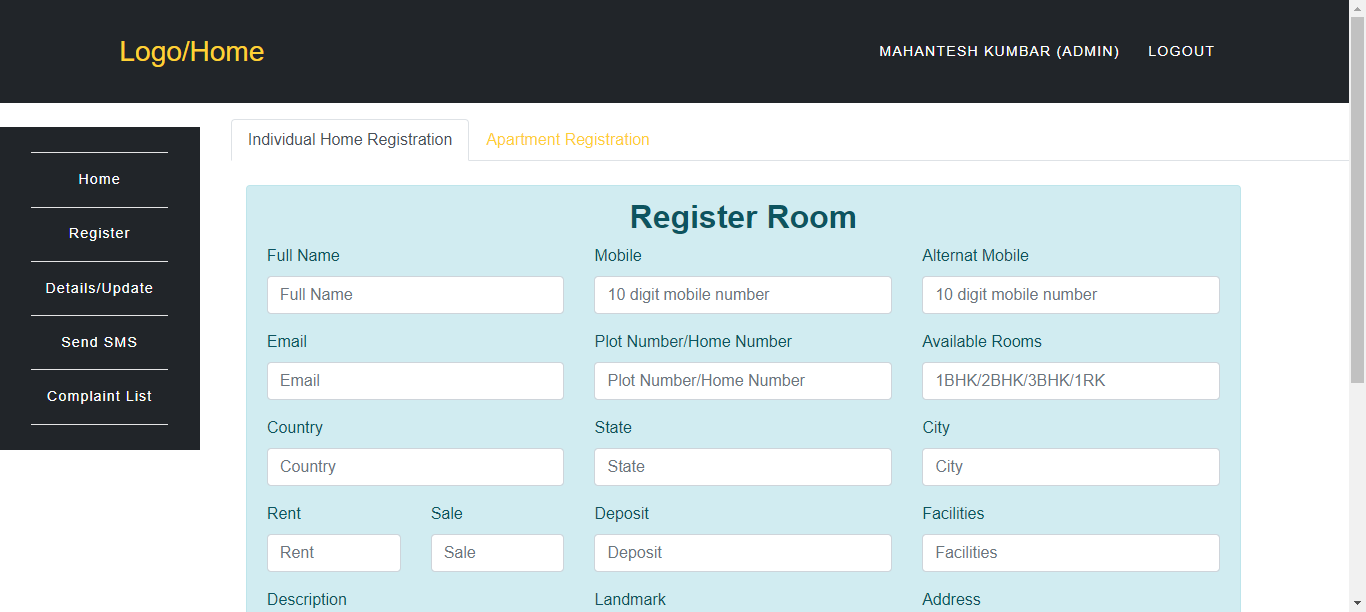 Logo/Home
MAHANTESH KUMBAR (ADMIN) LOGOUT
Home
Register
Details/Update
Send SMS
Complaint List
Individual Home Registration Apartment Registration
Register Room
Full Name Mobile Alternat Mobile
Full Name 10 digit mobile number 10 digit mobile number
Email Plot Number/Home Number Available Rooms
Email Plot Number/Home Number 1BHK/2BHK/3BHK/1RK
Country State City
Country State City
Rent Sale Deposit Facilities
Rent Sale Deposit Facilities
Description Landmark Address